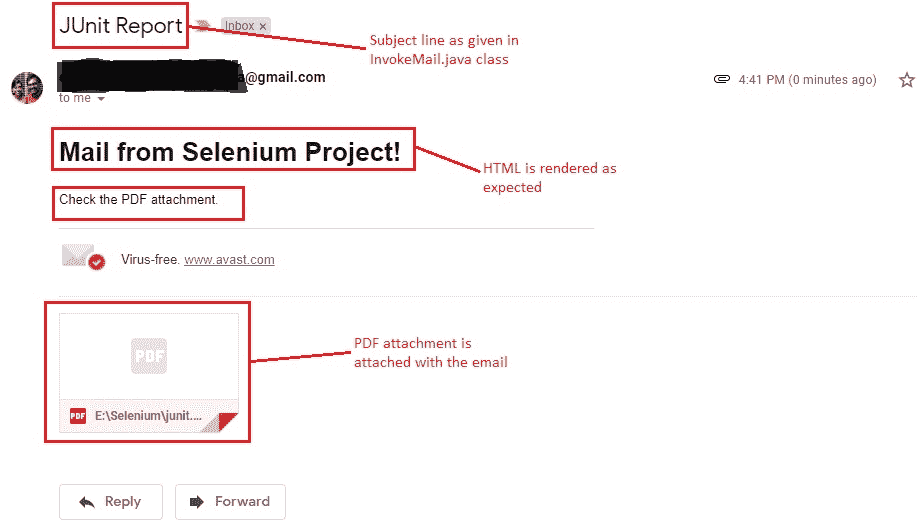 JUnit Report
Inbox ×
Subject line as given in
InvokeMail.java class
a@gmail.com
4:41 PM (0 minutes ago)
to me
Mail from Selenium Project!
HTML is rendered as
expected
Check the PDF attachment.
Virus-free. www.avast.com
PDF
PDF attachment is
attached with the email
PDF E:\Selenium\junit....
Reply
Forward